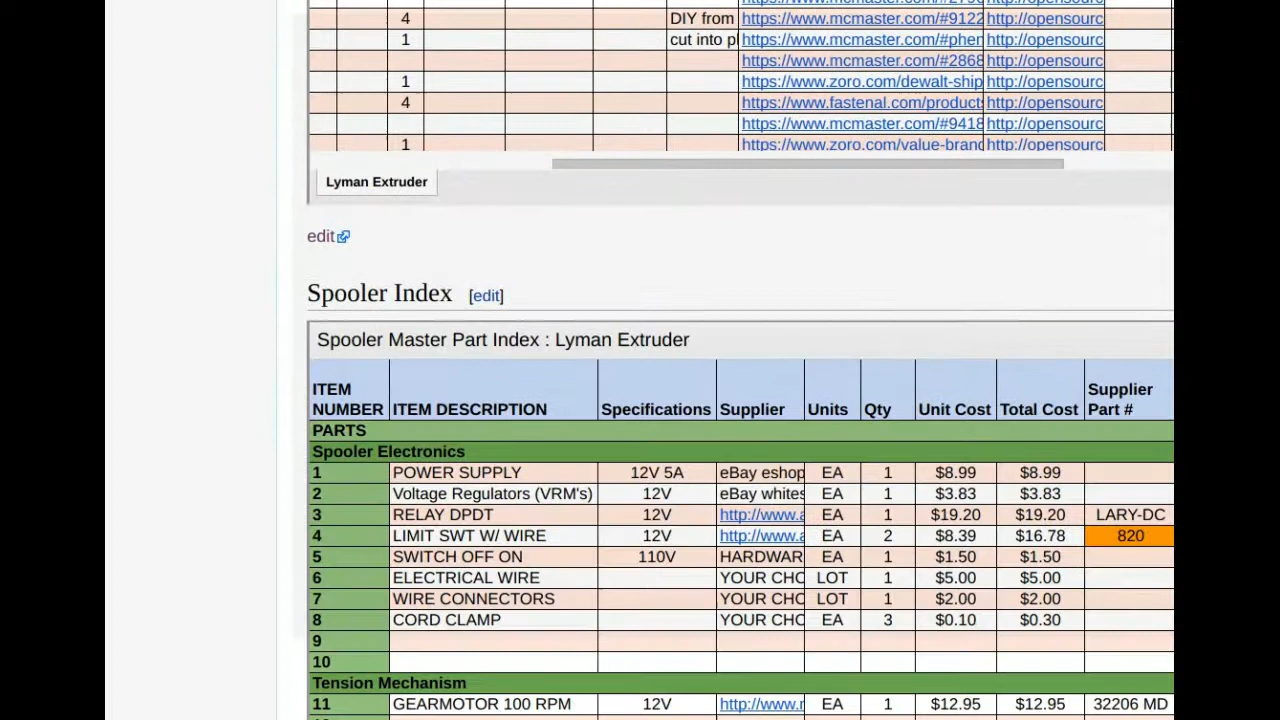 4 DIY from https://www.mcmaster.com/#9122 http://opensourc
1 cut into pl https://www.mcmaster.com/#pher http://opensourc
https://www.mcmaster.com/#2868 http://opensourc
1 https://www.zoro.com/dewalt-ship http://opensourc
4 https://www.fastenal.com/products http://opensourc
https://www.mcmaster.com/#9418 http://opensourc
1 https://www.zoro.com/value-brand http://opensourc
Lyman Extruder
edit
Spooler Index [edit]
Spooler Master Part Index : Lyman Extruder
ITEM NUMBER ITEM DESCRIPTION Specifications Supplier Units Qty Unit Cost Total Cost Supplier Part #
PARTS
Spooler Electronics
1 POWER SUPPLY 12V 5A eBay eshop EA 1 $8.99 $8.99
2 Voltage Regulators (VRM's) 12V eBay whites EA 1 $3.83 $3.83
3 RELAY DPDT 12V http://www.a EA 1 $19.20 $19.20 LARY-DC
4 LIMIT SWT W/ WIRE 12V http://www.a EA 2 $8.39 $16.78 820
5 SWITCH OFF ON 110V HARDWAR EA 1 $1.50 $1.50
6 ELECTRICAL WIRE YOUR CHO LOT 1 $5.00 $5.00
7 WIRE CONNECTORS YOUR CHO LOT 1 $2.00 $2.00
8 CORD CLAMP YOUR CHO EA 3 $0.10 $0.30
9
10
Tension Mechanism
11 GEARMOTOR 100 RPM 12V http://www.r EA 1 $12.95 $12.95 32206 MD